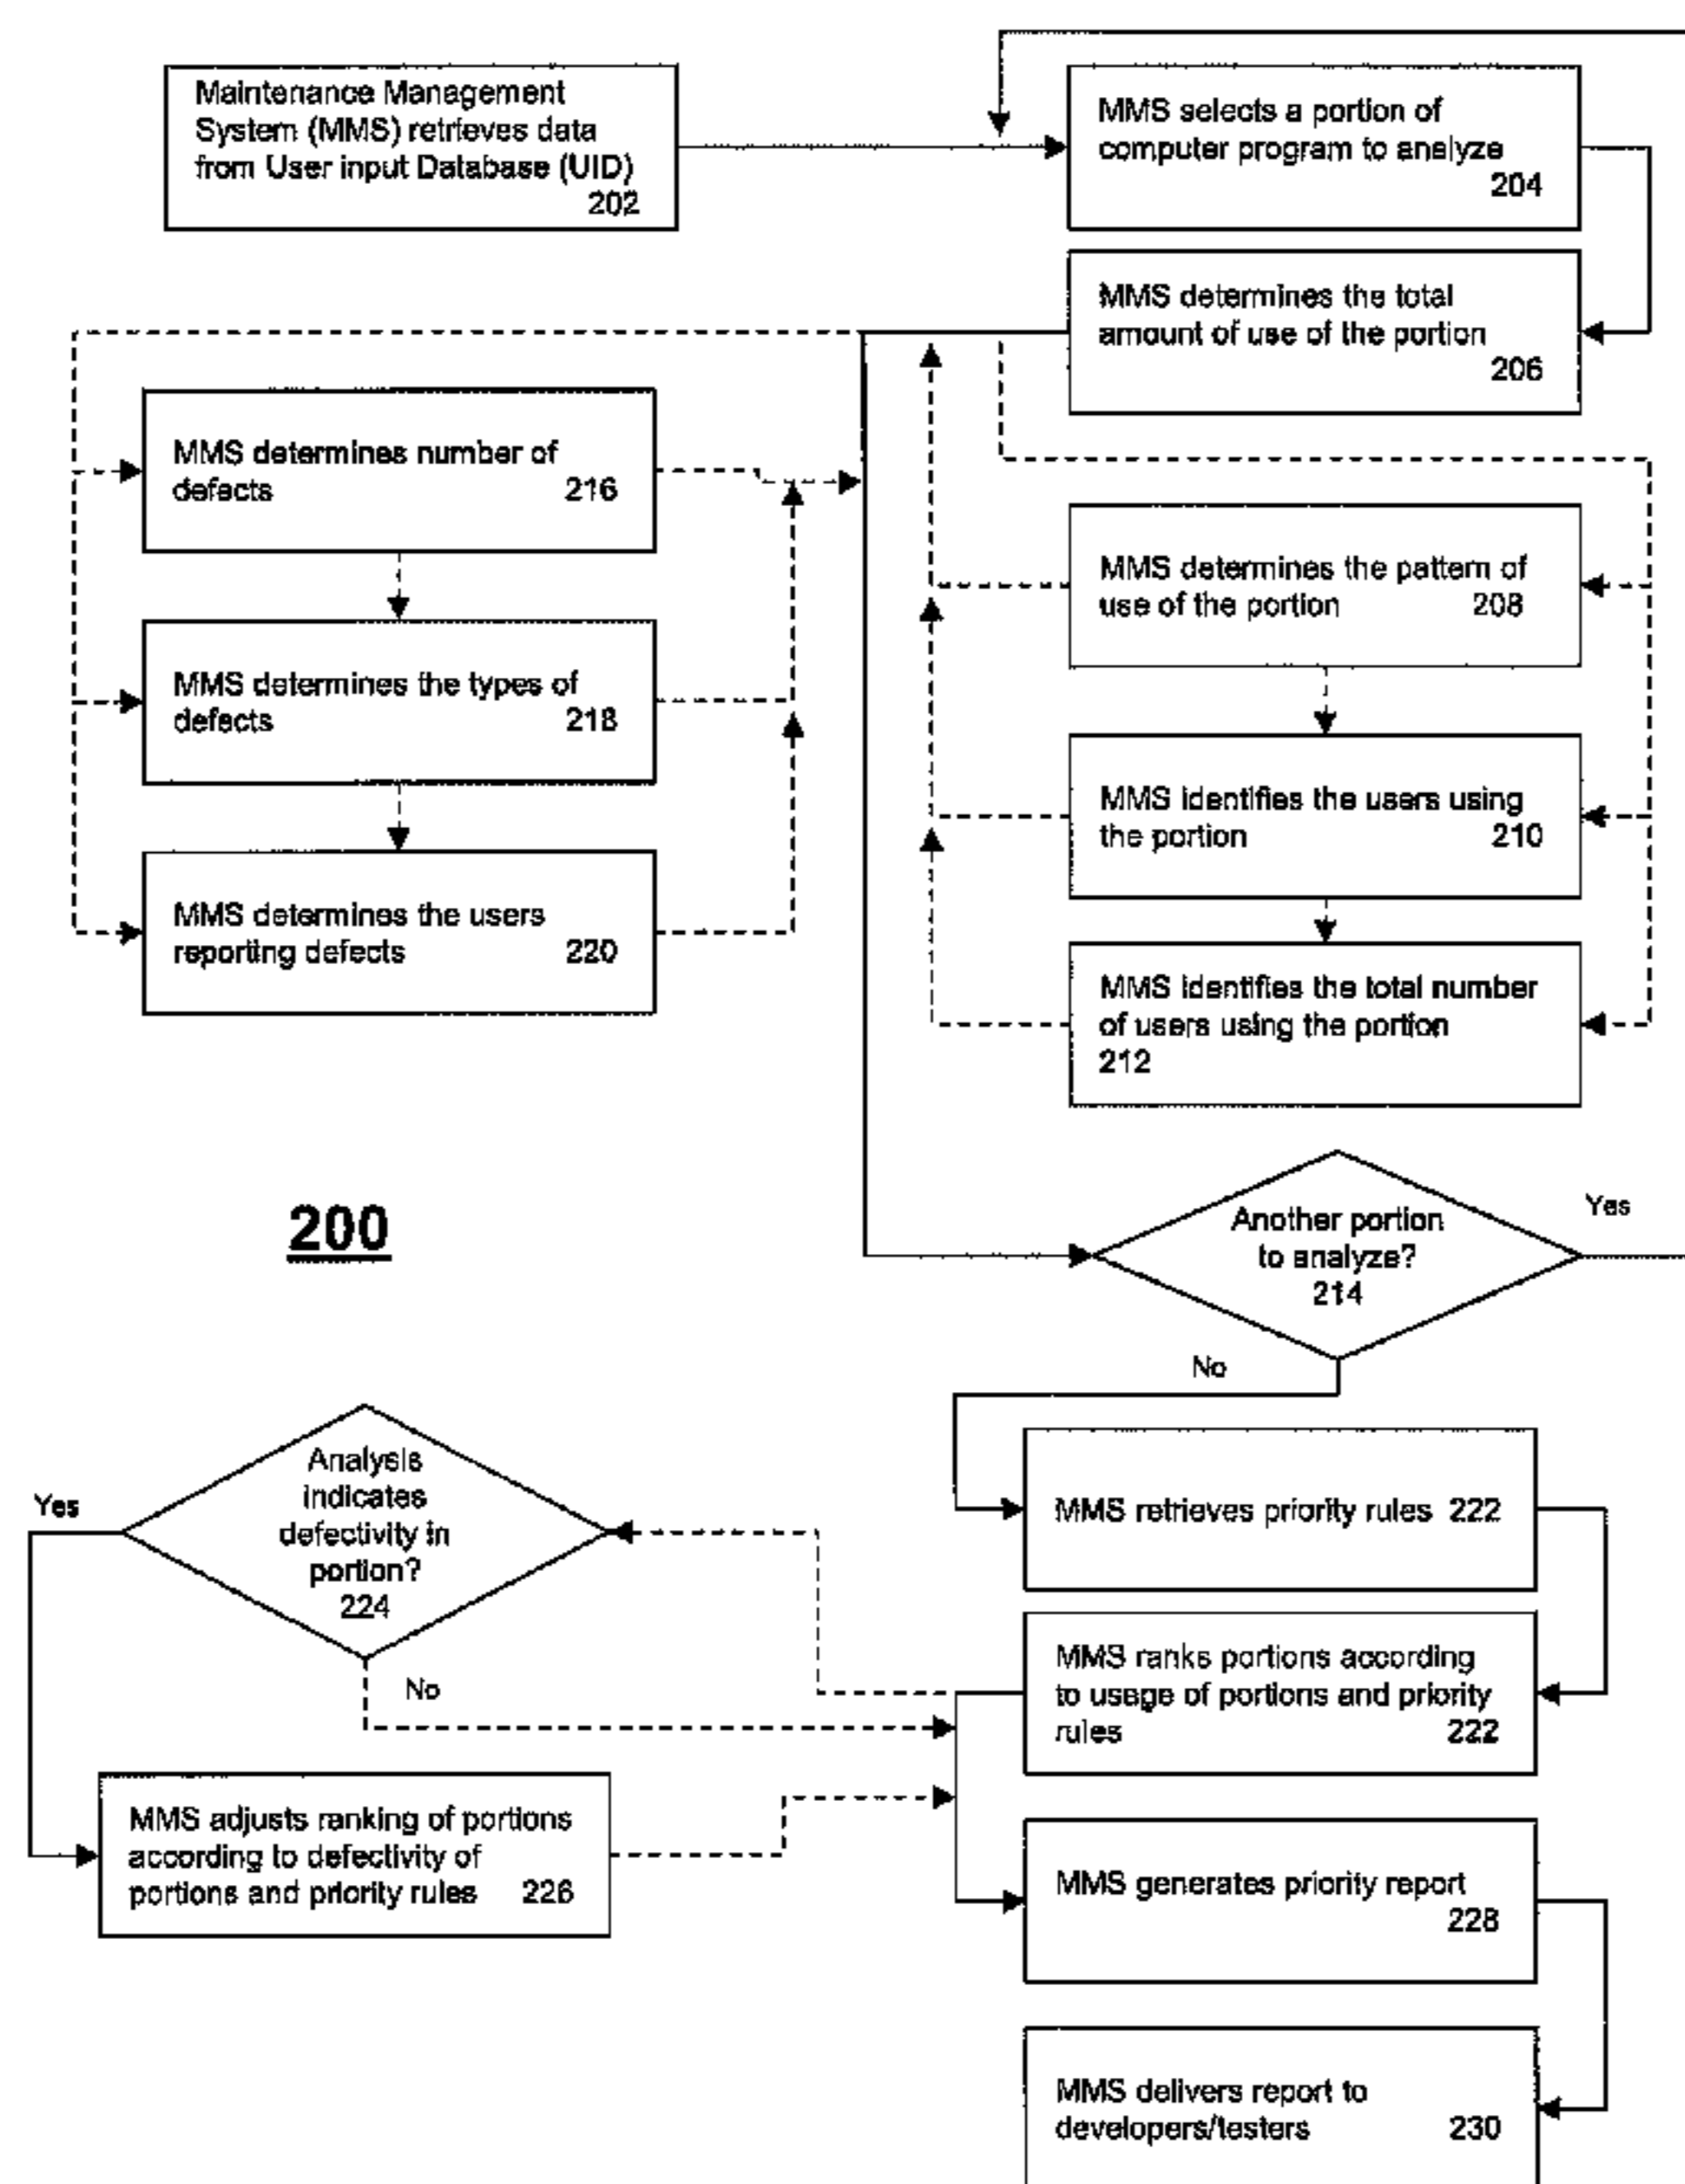 Maintenance Management
System (MMS) retrieves data
from User input Database (UID)
202
MMS selects a portion of
computer program to analyze
204
MMS determines the total
amount of use of the portion
206
MMS determines number of
defects 216
MMS determines the types of
defects 218
MMS determines the users
reporting defects 220
MMS determines the pattern of
use of the portion 208
MMS identifies the users using
the portion 210
MMS identifies the total number
of users using the portion
212
200
Another portion
to analyze?
214
Yes
No
Analysis
indicates
defectivity in
portion?
224
Yes
No
MMS retrieves priority rules 222
MMS ranks portions according
to usage of portions and priority
rules 222
MMS adjusts ranking of portions
according to defectivity of
portions and priority rules 226
MMS generates priority report
228
MMS delivers report to
developers/testers 230